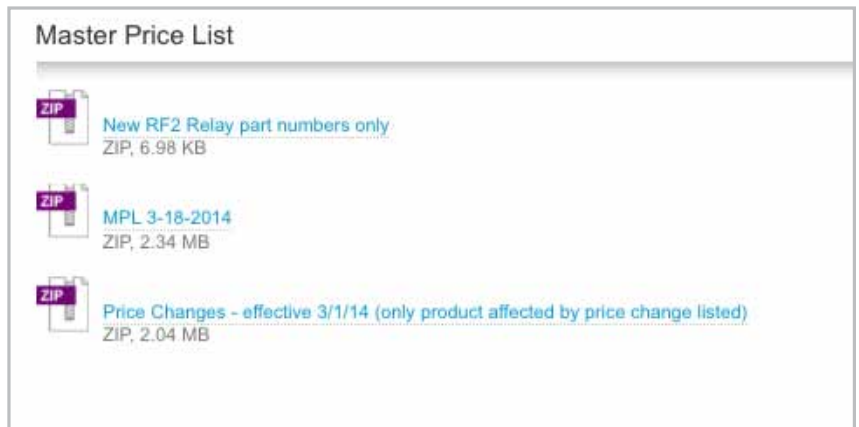 Master Price List
ZIP
New RF2 Relay part numbers only
ZIP, 6.98 KB
ZIP
MPL 3-18-2014
ZIP, 2.34 MB
ZIP
Price Changes - effective 3/1/14 (only product affected by price change listed)
ZIP, 2.04 MB